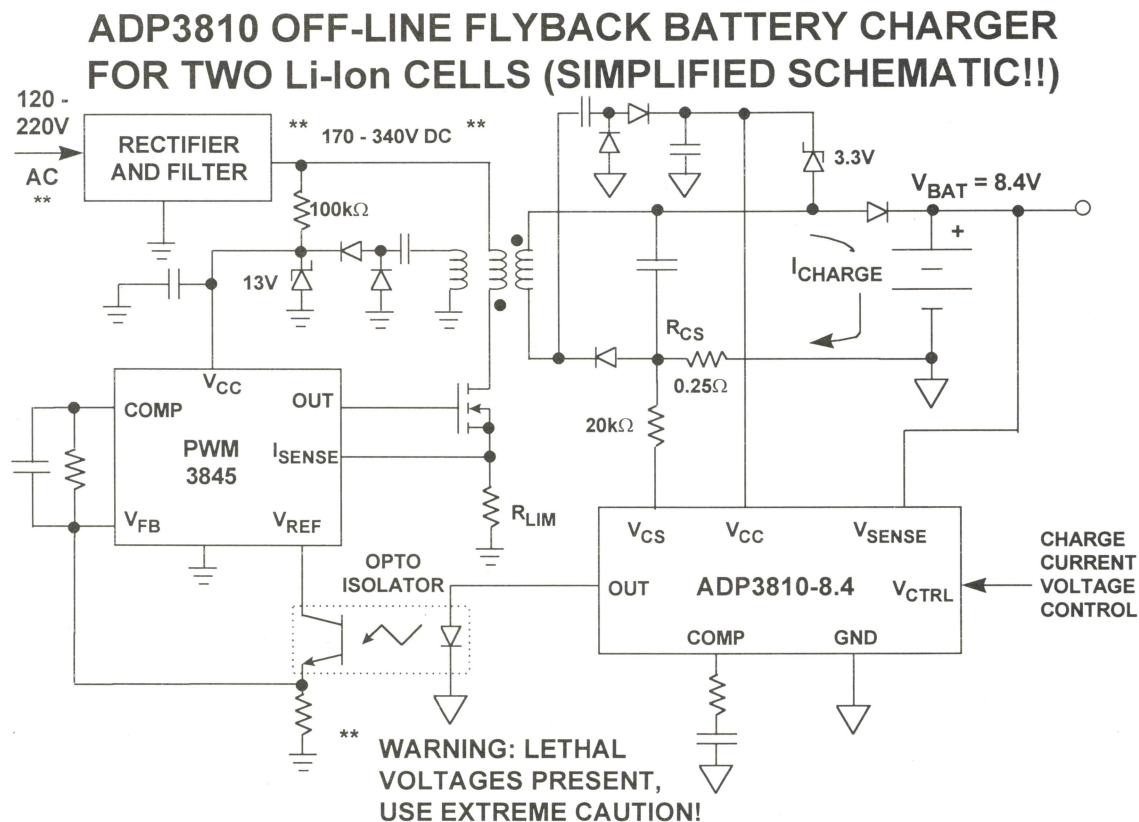 ADP3810 OFF-LINE FLYBACK BATTERY CHARGER
FOR TWO Li-Ion CELLS (SIMPLIFIED SCHEMATIC!!)
120 -
220V
AC
**
RECTIFIER
AND FILTER
** 170 - 340V DC **
100kΩ
13V
3.3V
VBAT = 8.4V
+
ICHARGE
RCS
0.25Ω
20kΩ
VCC
COMP
OUT
PWM
3845
ISENSE
VFB
VREF
RLIM
OPTO
ISOLATOR
VCS
VCC
VSENSE
OUT
ADP3810-8.4
VCTRL
COMP
GND
CHARGE
CURRENT
VOLTAGE
CONTROL
** WARNING: LETHAL
VOLTAGES PRESENT,
USE EXTREME CAUTION!